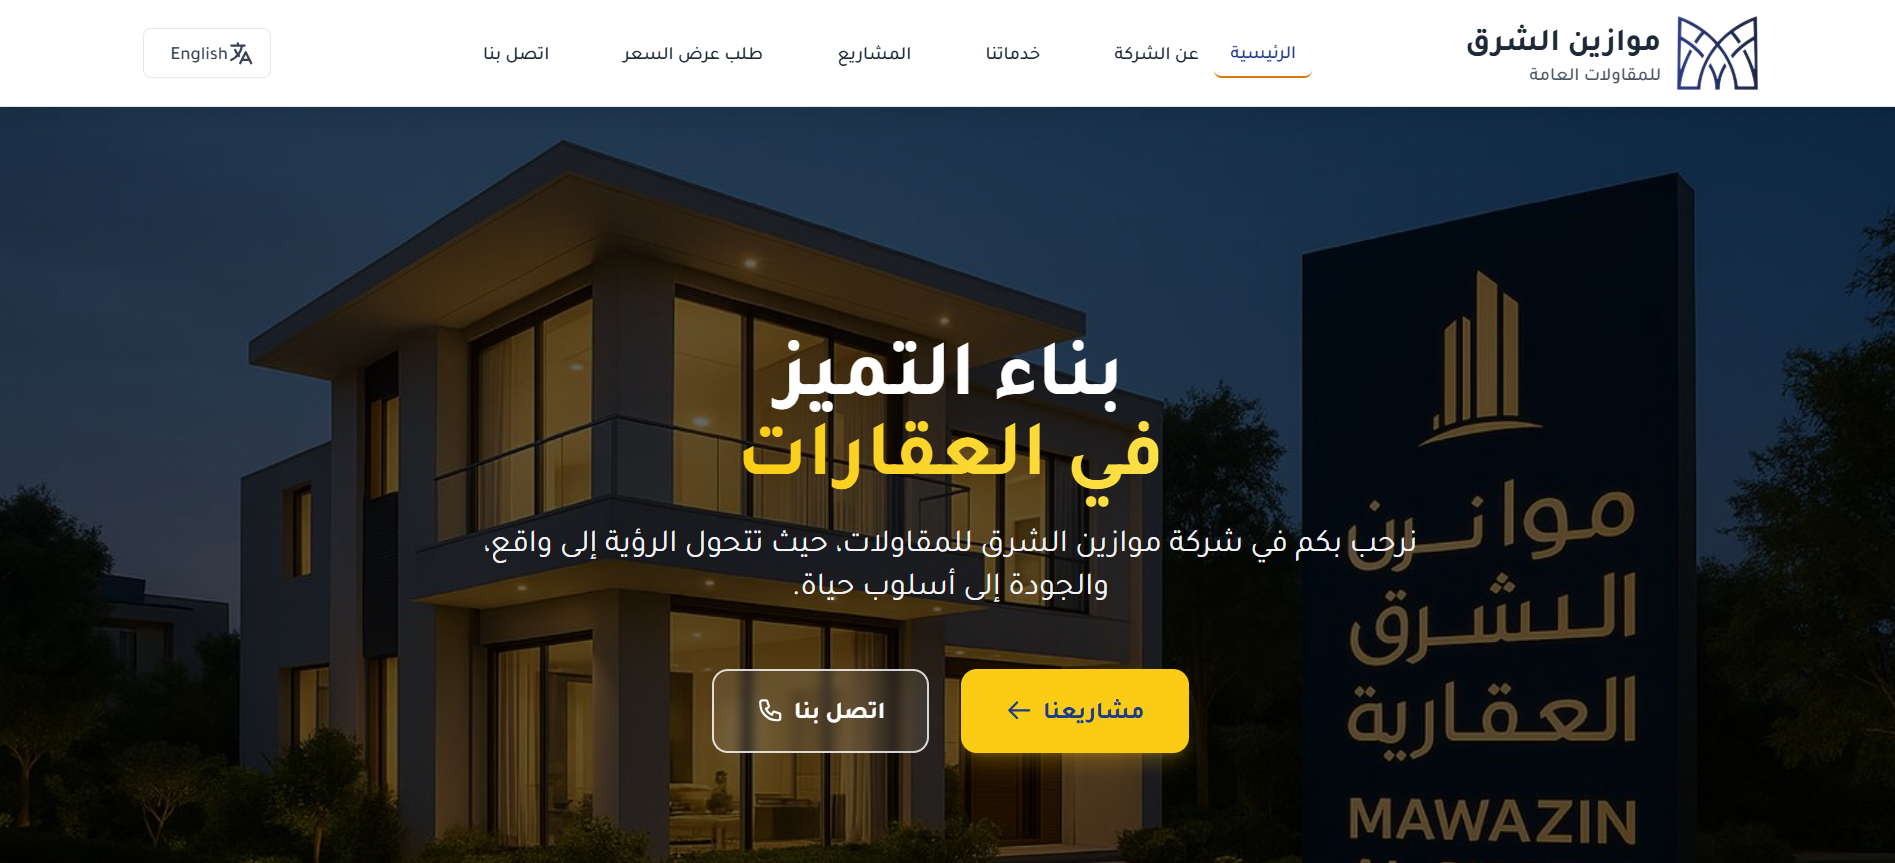 موازين الشرق
للمقاولات العامة
الرئيسية
عن الشركة
خدماتنا
المشاريع
طلب عرض السعر
اتصل بنا
English
بناء التميز
في العقارات
نرحب بكم في شركة موازين الشرق للمقاولات، حيث تتحول الرؤية إلى واقع،
والجودة إلى أسلوب حياة.
مشاريعنا
اتصل بنا
الشرق
العقارية
MAWAZIN